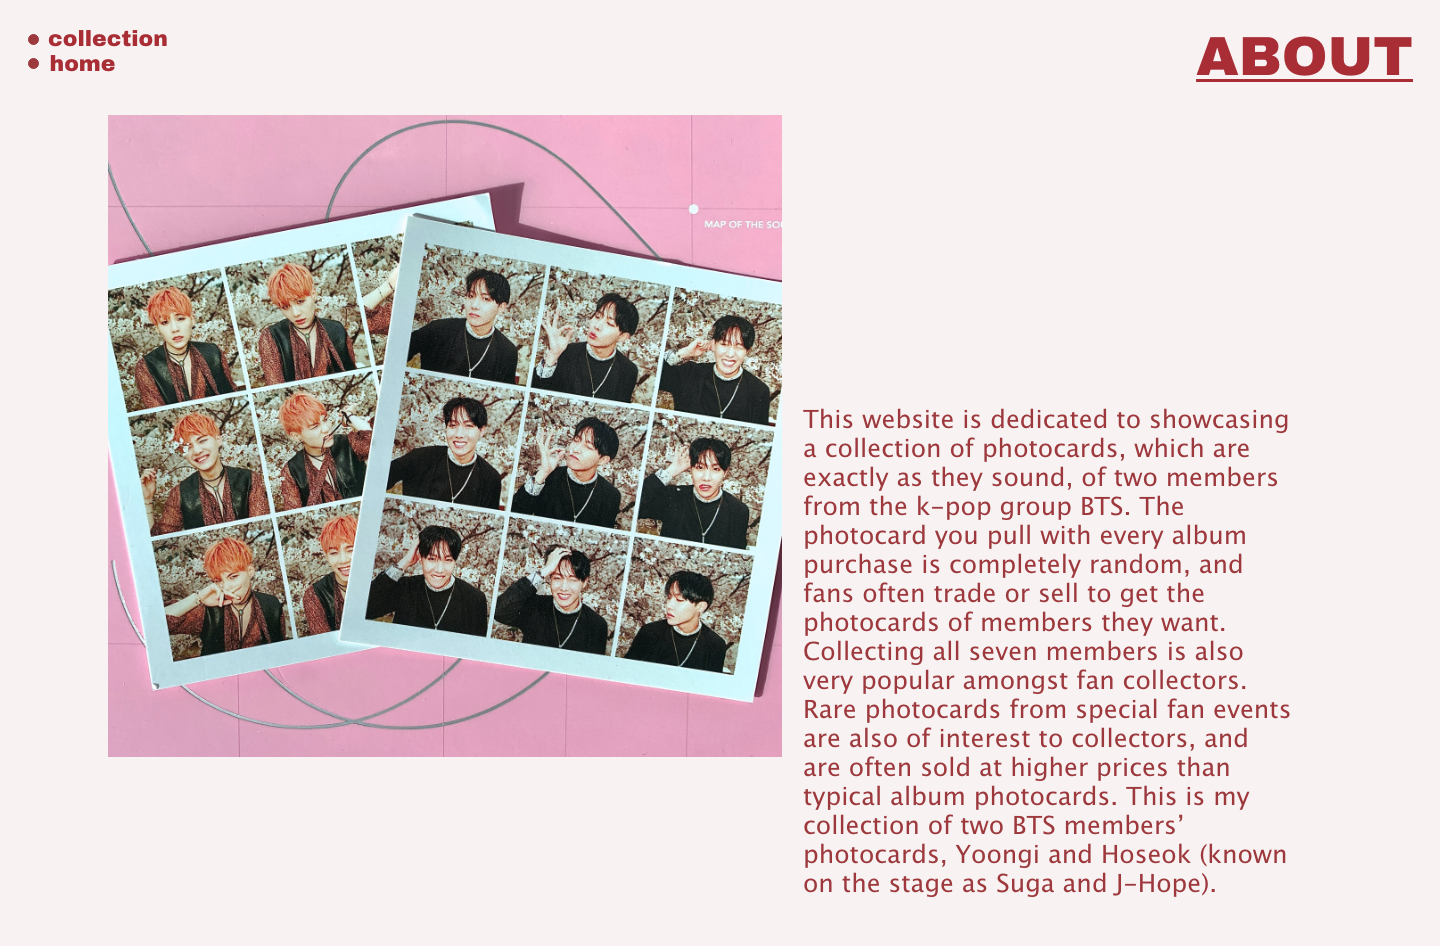 collection
home
ABOUT
MAP OF THE SO
This website is dedicated to showcasing
a collection of photocards, which are
exactly as they sound, of two members
from the k-pop group BTS. The
photocard you pull with every album
purchase is completely random, and
fans often trade or sell to get the
photocards of members they want.
Collecting all seven members is also
very popular amongst fan collectors.
Rare photocards from special fan events
are also of interest to collectors, and
are often sold at higher prices than
typical album photocards. This is my
collection of two BTS members’
photocards, Yoongi and Hoseok (known
on the stage as Suga and J-Hope).